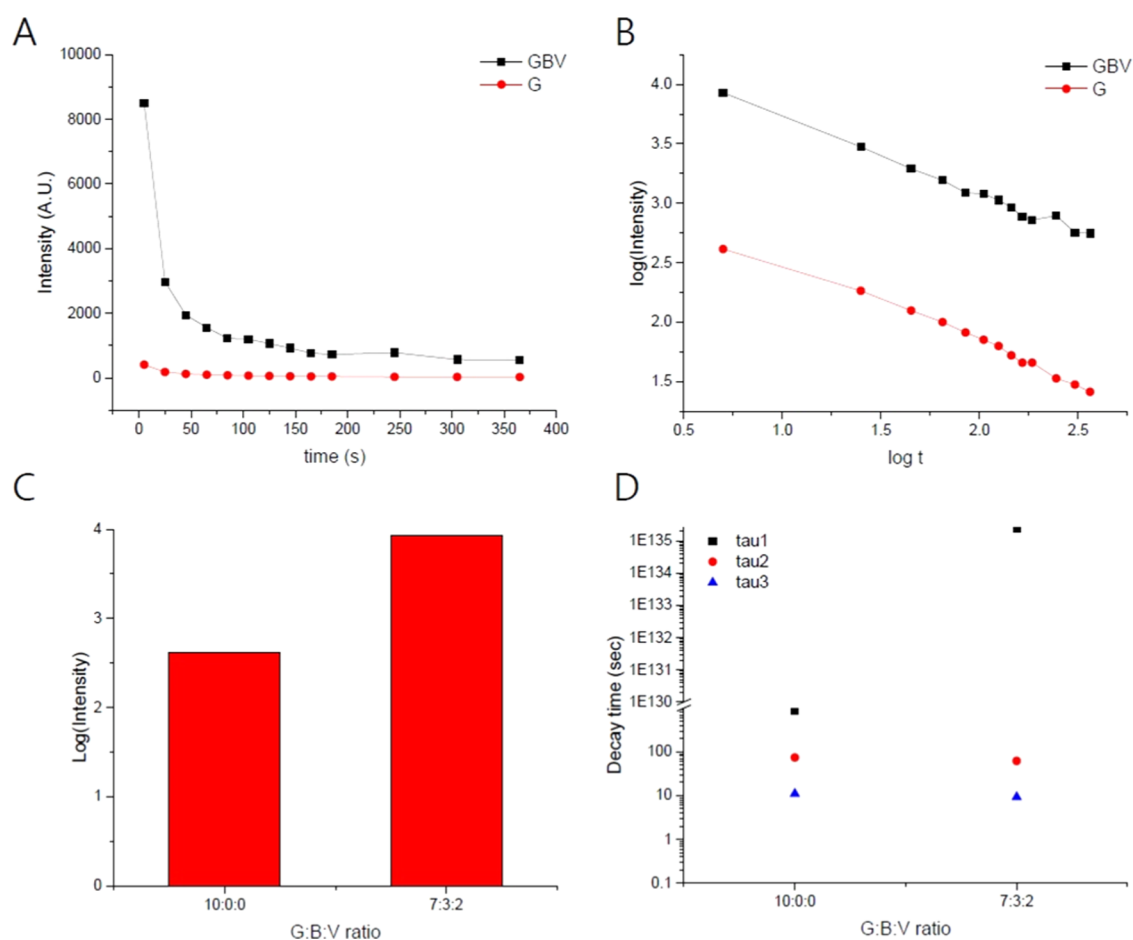 A
GBV
G
10000
8000
6000
4000
2000
0
Intensity (A.U.)
0 50 100 150 200 250 300 350 400
time (s)
B
GBV
G
4.0
3.5
3.0
2.5
2.0
1.5
log(Intensity)
0.5 1.0 1.5 2.0 2.5
log t
C
4
3
2
1
0
Log(Intensity)
10:0:0 7:3:2
G:B:V ratio
D
tau1
tau2
tau3
1E135
1E134
1E133
1E132
1E131
1E130
100
10
1
0.1
Decay time (sec)
10:0:0 7:3:2
G:B:V ratio